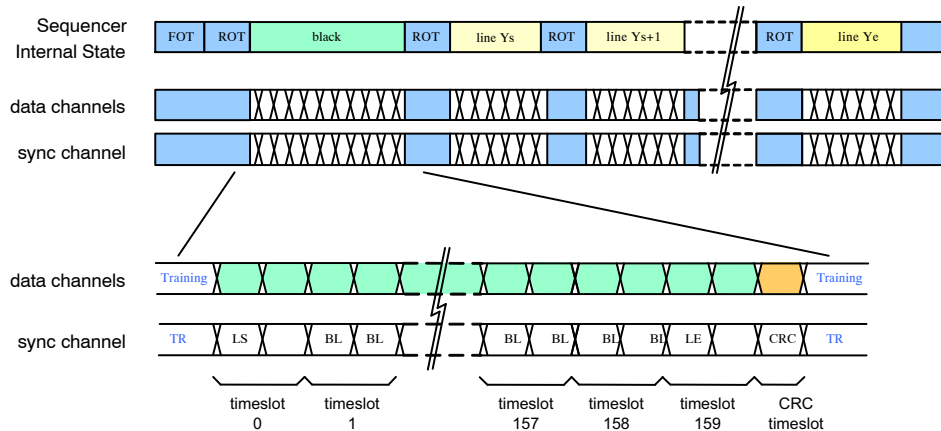 Sequencer
Internal State
FOT ROT black ROT line Ys ROT line Ys+1 ROT line Ye
data channels
sync channel
data channels Training Training
sync channel TR LS BL BL BL BL BL BL LE CRC TR
timeslot timeslot timeslot timeslot timeslot CRC
0 1 157 158 159 timeslot